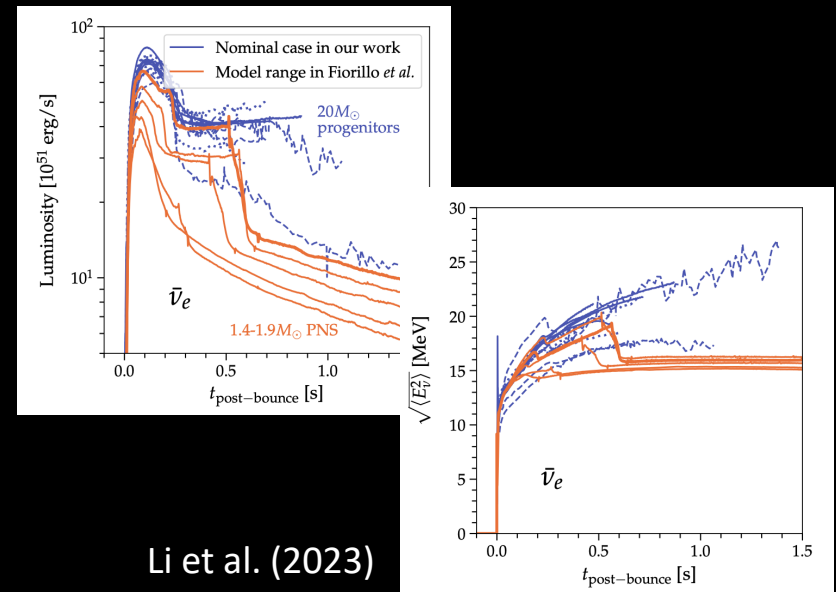 10²
Nominal case in our work
Model range in Fiorillo et al.
20M⊙
progenitors
Luminosity [10⁵¹ erg/s]
10¹
ν̄ₑ
1.4-1.9M⊙ PNS
0.0 0.5 1.0
t_post−bounce [s]
30
25
20
15
10
5
0
√⟨E²_ν̄⟩ [MeV]
ν̄ₑ
0.0 0.5 1.0 1.5
t_post−bounce [s]
Li et al. (2023)